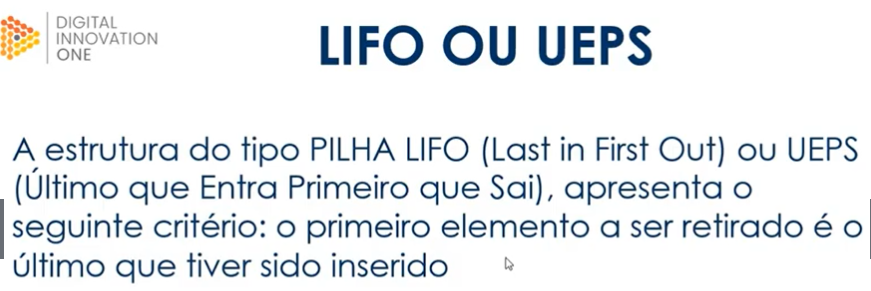 DIGITAL
INNOVATION
ONE
LIFO OU UEPS
A estrutura do tipo PILHA LIFO (Last in First Out) ou UEPS
(Último que Entra Primeiro que Sai), apresenta o
seguinte critério: o primeiro elemento a ser retirado é o
último que tiver sido inserido